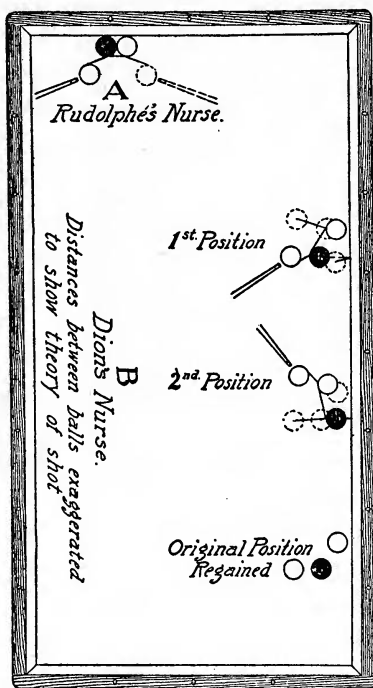 A
Rudolphé's Nurse.
1st. Position
B
Dion's Nurse.
Distances between balls exaggerated
to show theory of shot
2nd. Position
Original Position
Regained